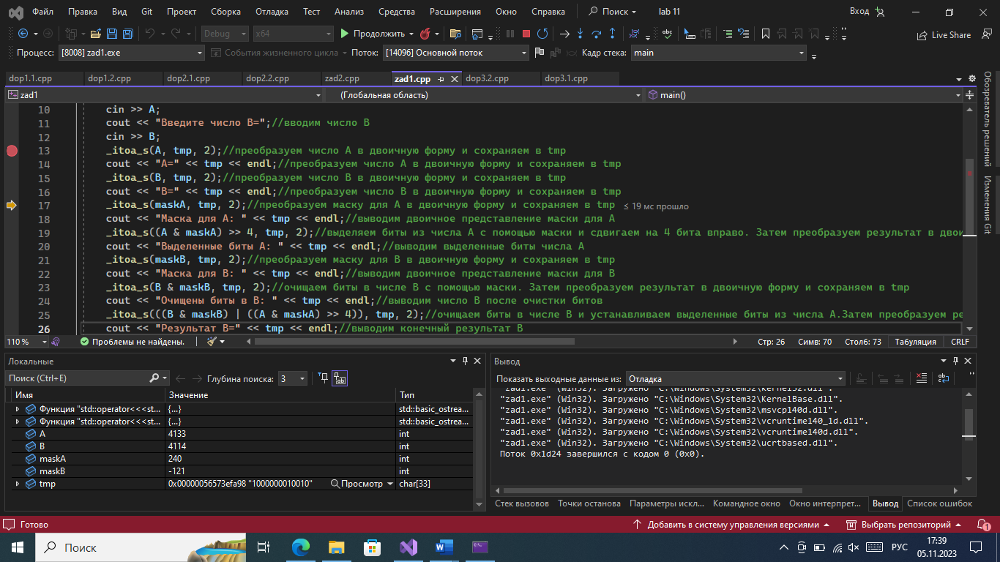 Файл Правка Вид Git Проект Сборка Отладка Тест Анализ Средства Расширения Окно Справка Поиск lab 11 Вход
Debug x64 Продолжить Live Share
Процесс: [8008] zad1.exe События жизненного цикла Поток: [14096] Основной поток Кадр стека: main
dop1.1.cpp dop1.2.cpp dop2.1.cpp dop2.2.cpp zad2.cpp zad1.cpp dop3.2.cpp dop3.1.cpp
zad1 (Глобальная область) main()
10 cin >> A;
11 cout << "Введите число B=";//вводим число B
12 cin >> B;
13 _itoa_s(A, tmp, 2);//преобразуем число A в двоичную форму и сохраняем в tmp
14 cout << "A=" << tmp << endl;//преобразуем число A в двоичную форму и сохраняем в tmp
15 _itoa_s(B, tmp, 2);//преобразуем число B в двоичную форму и сохраняем в tmp
16 cout << "B=" << tmp << endl;//преобразуем число B в двоичную форму и сохраняем в tmp
17 _itoa_s(maskA, tmp, 2);//преобразуем маску для A в двоичную форму и сохраняем в tmp ≤ 19 мс прошло
18 cout << "Маска для A: " << tmp << endl;//выводим двоичное представление маски для A
19 _itoa_s((A & maskA) >> 4, tmp, 2);//выделяем биты из числа A с помощью маски и сдвигаем на 4 бита вправо. Затем преобразуем результат в двои
20 cout << "Выделенные биты A: " << tmp << endl;//выводим выделенные биты числа A
21 _itoa_s(maskB, tmp, 2);//преобразуем маску для B в двоичную форму и сохраняем в tmp
22 cout << "Маска для B: " << tmp << endl;//выводим двоичное представление маски для B
23 _itoa_s(B & maskB, tmp, 2);//очищаем биты в числе B с помощью маски. Затем преобразуем результат в двоичную форму и сохраняем в tmp
24 cout << "Очищены биты в B: " << tmp << endl;//выводим число B после очистки битов
25 _itoa_s(((B & maskB) | ((A & maskA) >> 4)), tmp, 2);//очищаем биты в числе B и устанавливаем выделенные биты из числа A.Затем преобразуем ре
26 cout << "Результат B=" << tmp << endl;//выводим конечный результат B
110 % Проблемы не найдены. Стр: 26 Симв: 70 Столб: 73 Табуляция CRLF
Обозреватель решений
Изменения Git
Локальные
Поиск (Ctrl+E) Глубина поиска: 3
Имя Значение Тип
Функция "std::operator<<<st... {...} std::basic_ostrea...
Функция "std::operator<<<st... {...} std::basic_ostrea...
A 4133 int
B 4114 int
maskA 240 int
maskB -121 int
tmp 0x00000056573efa98 "1000000010010" Просмотр char[33]
Вывод
Показать выходные данные из: Отладка
"zad1.exe" (Win32). Загружено "C:\Windows\System32\kernel32.dll".
"zad1.exe" (Win32). Загружено "C:\Windows\System32\KernelBase.dll".
"zad1.exe" (Win32). Загружено "C:\Windows\System32\msvcp140d.dll".
"zad1.exe" (Win32). Загружено "C:\Windows\System32\vcruntime140_1d.dll".
"zad1.exe" (Win32). Загружено "C:\Windows\System32\vcruntime140d.dll".
"zad1.exe" (Win32). Загружено "C:\Windows\System32\ucrtbased.dll".
Поток 0x1d24 завершился с кодом 0 (0x0).
Стек вызовов Точки останова Параметры искл... Командное окно Окно интерпрет... Вывод Список ошибок
Готово Добавить в систему управления версиями Выбрать репозиторий 1
Поиск РУС 17:39
05.11.2023